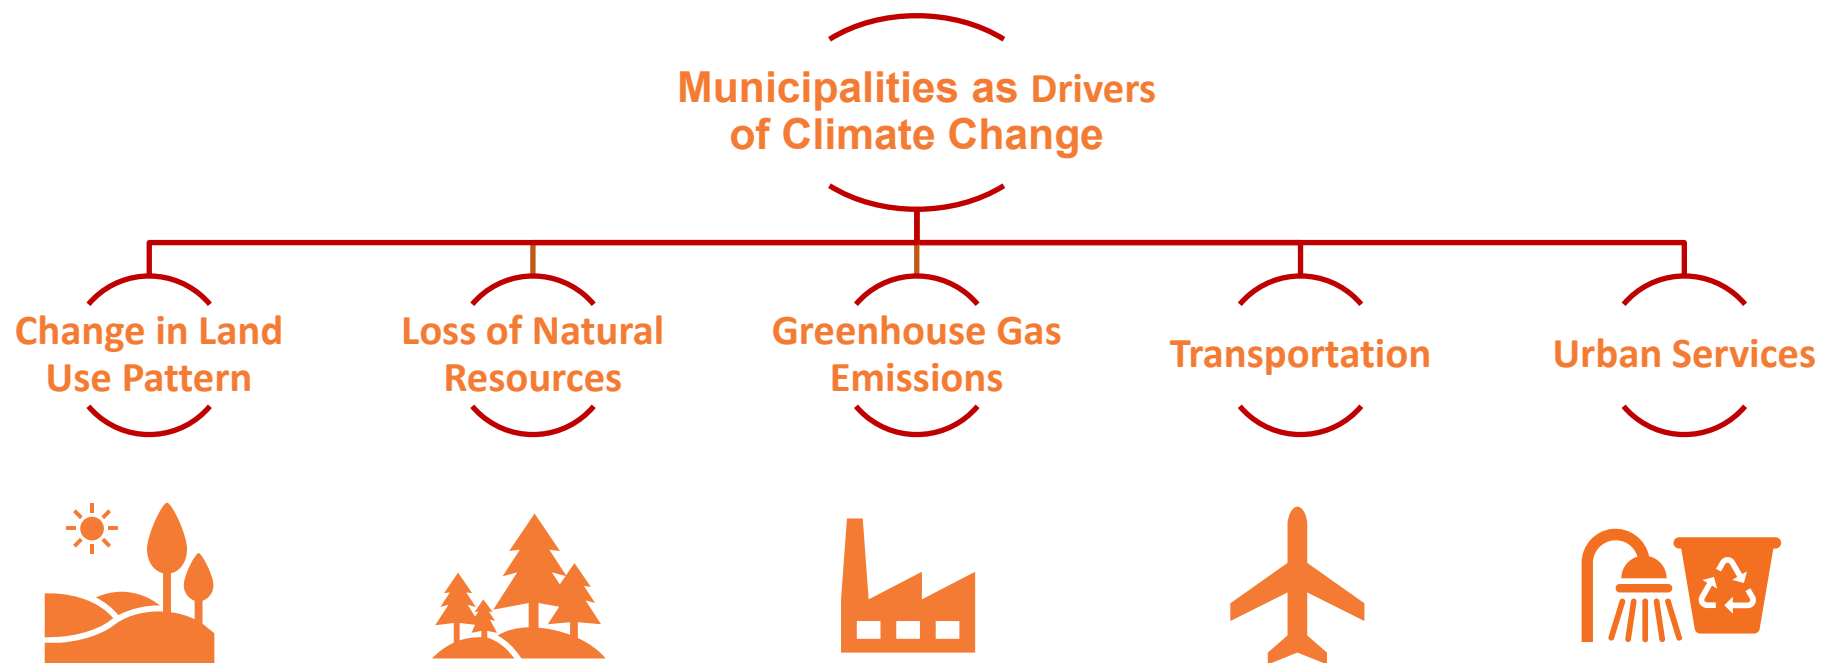 Municipalities as Drivers
of Climate Change
Change in Land
Use Pattern
Loss of Natural
Resources
Greenhouse Gas
Emissions
Transportation
Urban Services